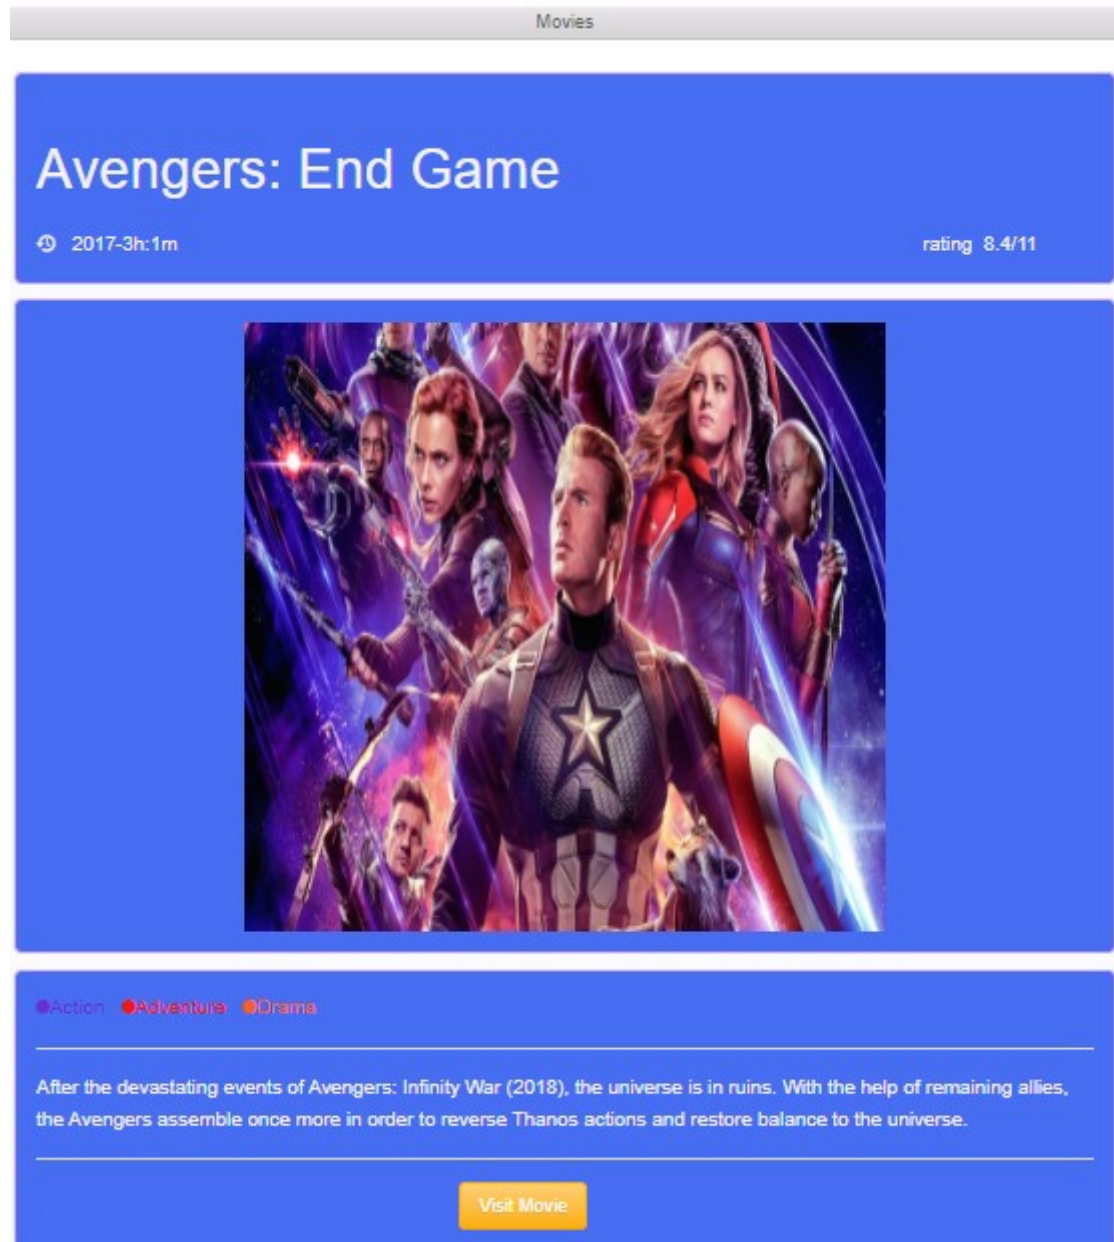 Movies
Avengers: End Game
2017-3h:1m
rating 8.4/11
Action Adventure Drama
After the devastating events of Avengers: Infinity War (2018), the universe is in ruins. With the help of remaining allies,
the Avengers assemble once more in order to reverse Thanos actions and restore balance to the universe.
Visit Movie